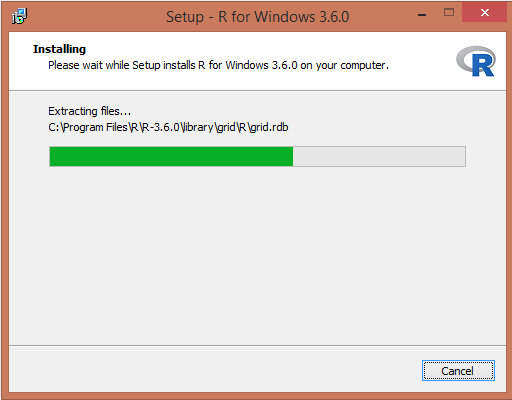 Setup - R for Windows 3.6.0
Installing
Please wait while Setup installs R for Windows 3.6.0 on your computer.
R
Extracting files...
C:\Program Files\R\R-3.6.0\library\grid\R\grid.rdb
Cancel